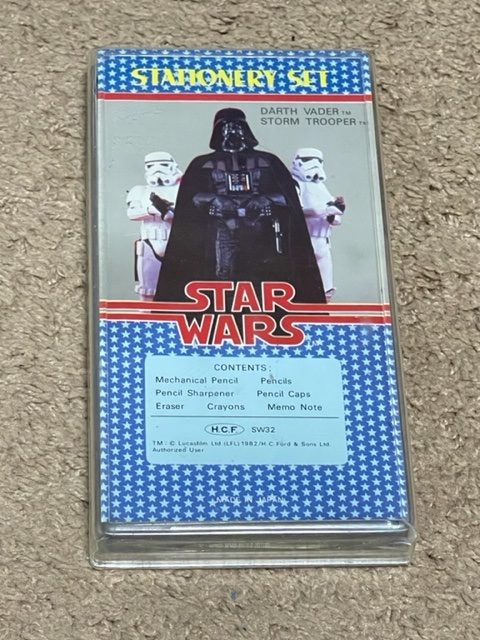 STATIONERY SET
DARTH VADER TM
STORM TROOPER TM
STAR
WARS
CONTENTS:
Mechanical Pencil Pencils
Pencil Sharpener Pencil Caps
Eraser Crayons Memo Note
H.C.F. SW32
TM: © Lucasfilm Ltd (LFL) 1982/H.C.Ford & Sons Ltd.
Authorized User
MADE IN JAPAN